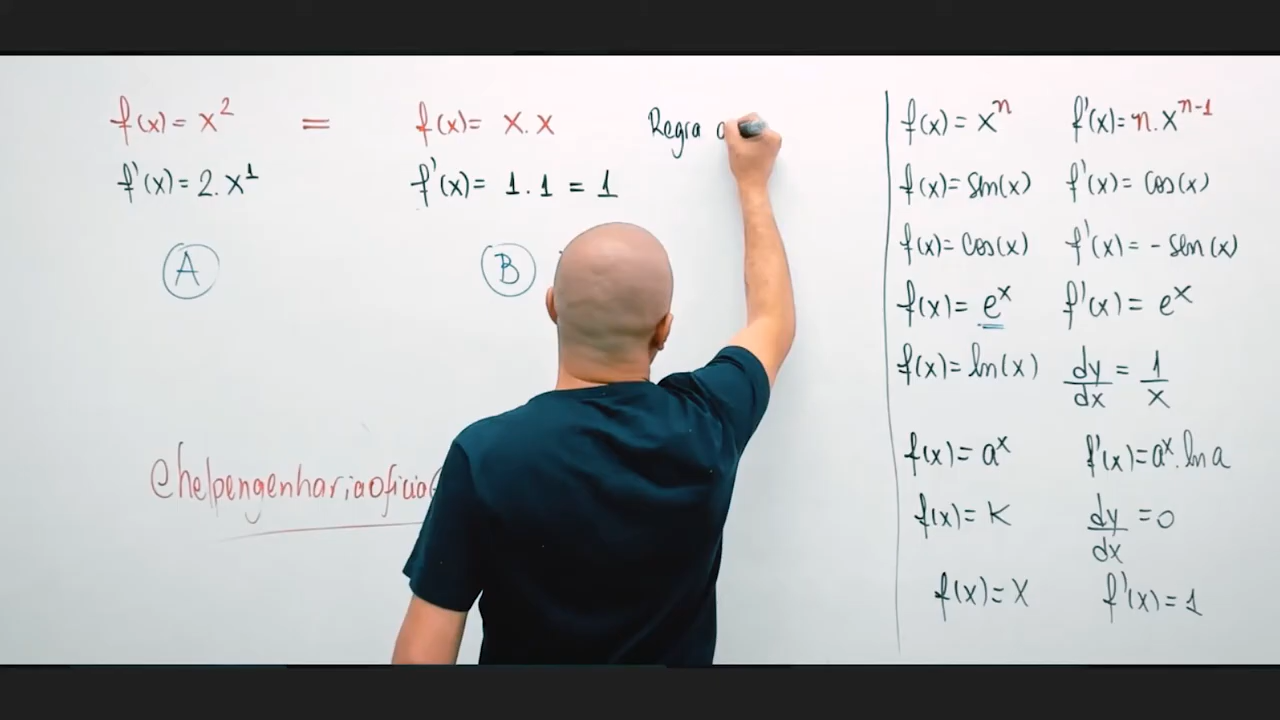 f(x) = x² = f(x) = x . x Regra
f'(x) = 2 . x¹ f'(x) = 1 . 1 = 1
A B
@helpengenhariaoficia
f(x) = xⁿ f'(x) = n . xⁿ⁻¹
f(x) = sen(x) f'(x) = cos(x)
f(x) = cos(x) f'(x) = - sen(x)
f(x) = eˣ f'(x) = eˣ
f(x) = ln(x) dy/dx = 1/x
f(x) = aˣ f'(x) = aˣ . ln a
f(x) = K dy/dx = 0
f(x) = x f'(x) = 1